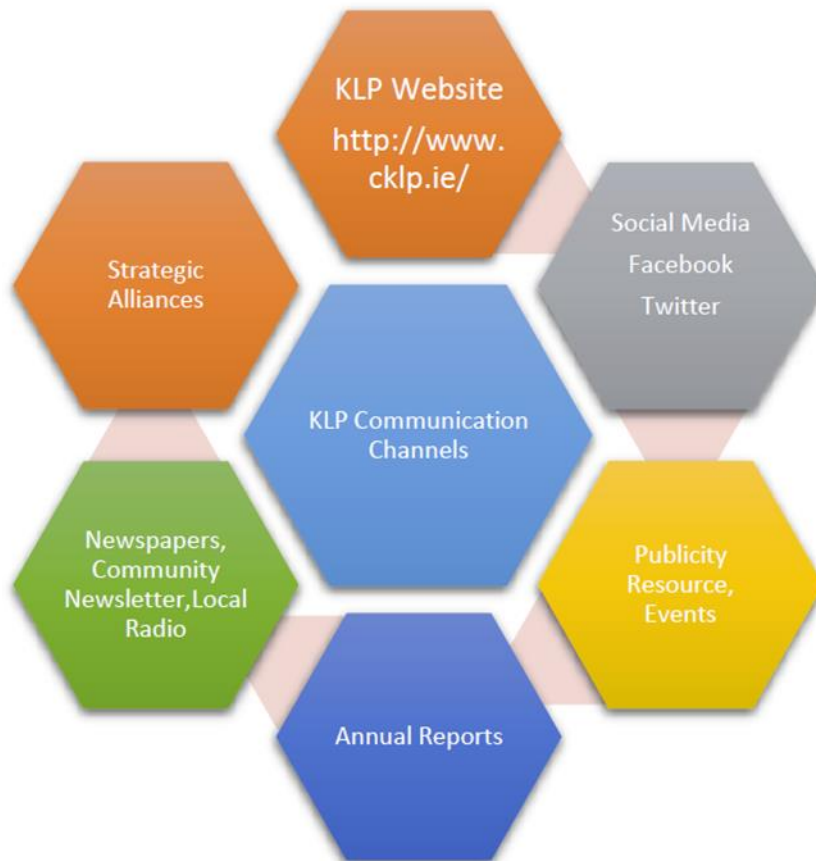 KLP Website
http://www.
cklp.ie/
Social Media
Facebook
Twitter
Strategic
Alliances
KLP Communication
Channels
Newspapers,
Community
Newsletter,Local
Radio
Publicity
Resource,
Events
Annual Reports